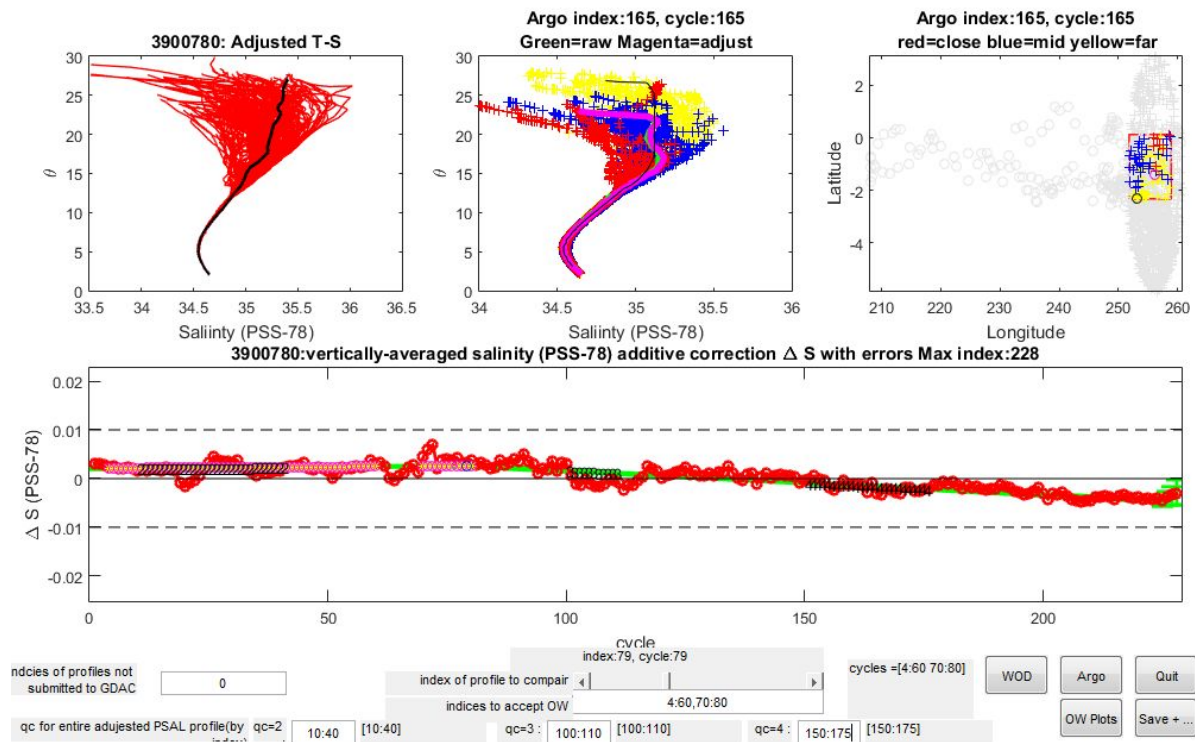 3900780: Adjusted T-S
30
25
20
15
10
5
0
θ
33.5 34 34.5 35 35.5 36 36.5
Saliinty (PSS-78)
Argo index:165, cycle:165
Green=raw Magenta=adjust
30
25
20
15
10
5
0
θ
34 34.5 35 35.5 36
Saliinty (PSS-78)
Argo index:165, cycle:165
red=close blue=mid yellow=far
2
0
-2
-4
Latitude
210 220 230 240 250 260
Longitude
3900780:vertically-averaged salinity (PSS-78) additive correction Δ S with errors Max index:228
0.02
0.01
0
-0.01
-0.02
Δ S (PSS-78)
0 50 100 150 200
cycle
ndcies of profiles not
submitted to GDAC
0
index:79, cycle:79
index of profile to compair
indices to accept OW
4:60,70:80
cycles =[4:60 70:80]
WOD
Argo
Quit
OW Plots
Save + ...
qc for entire adujested PSAL profile(by
index)
qc=2
:
10:40
[10:40]
qc=3 :
100:110
[100:110]
qc=4 :
150:175
[150:175]